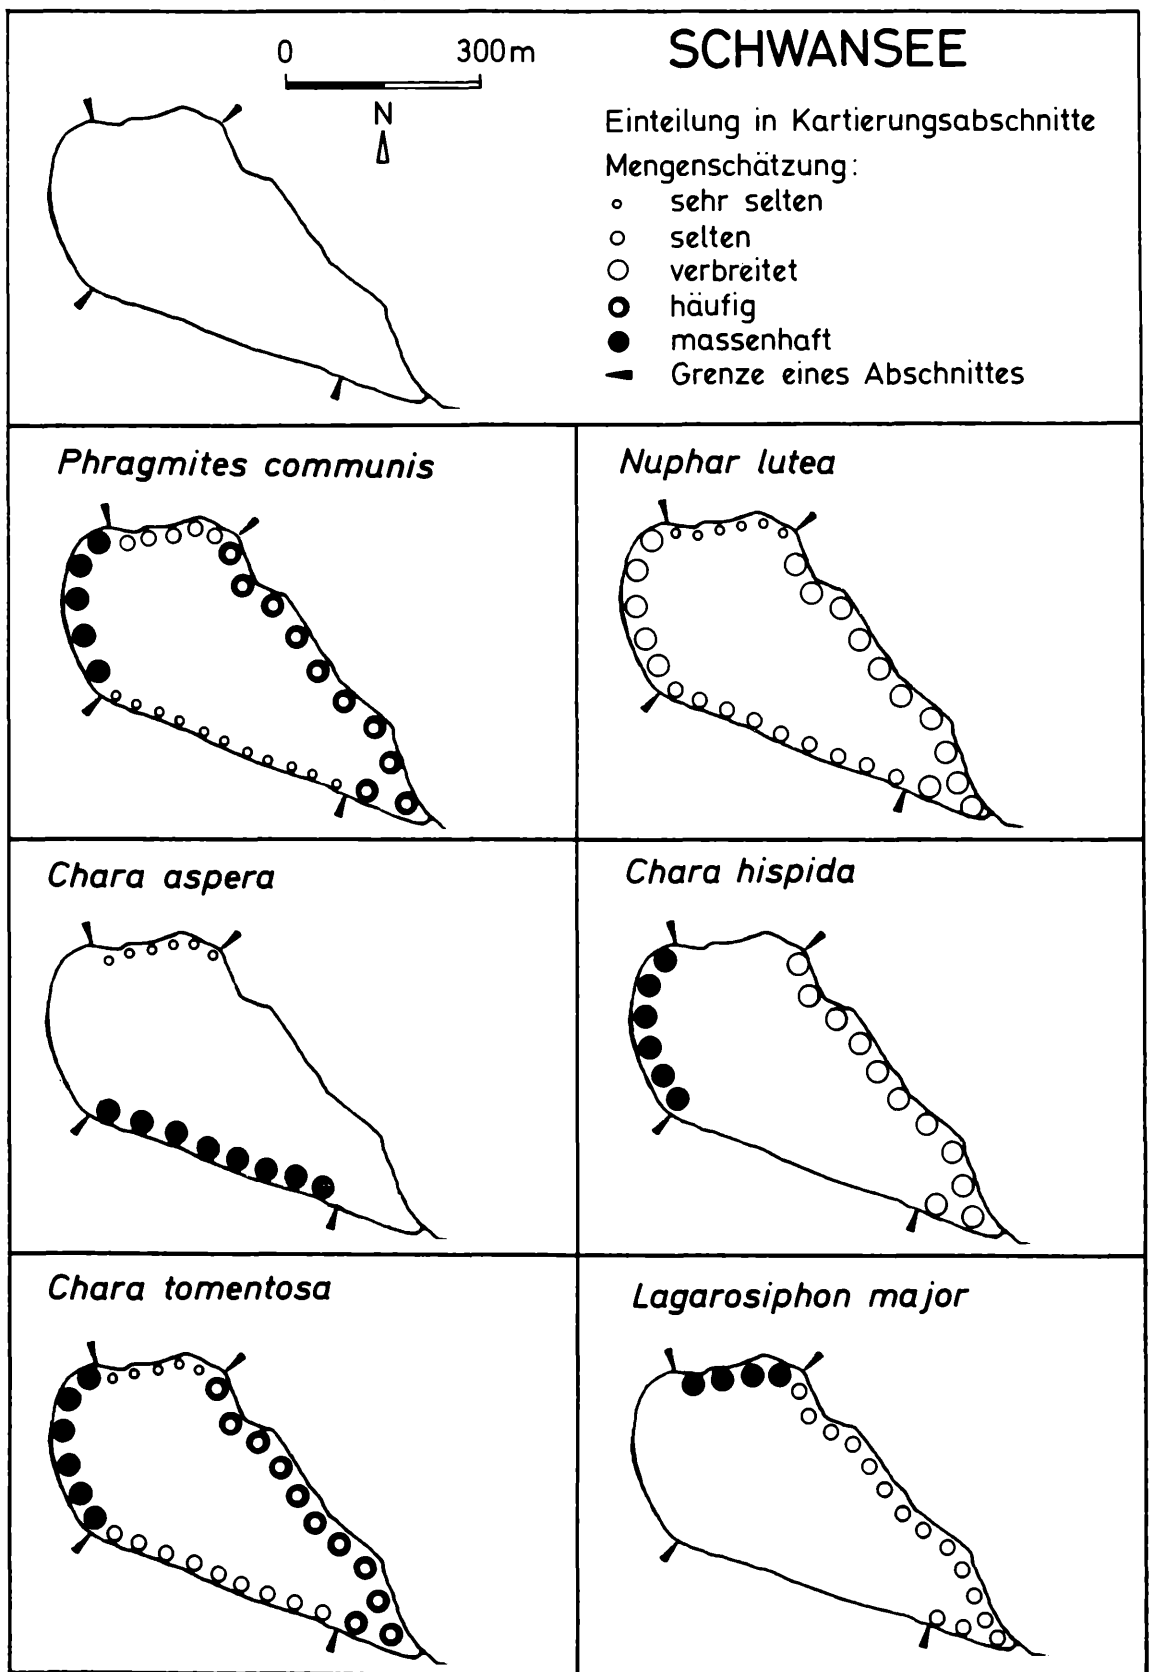 0 300m
SCHWANSEE
N
Einteilung in Kartierungsabschnitte
Mengenschätzung:
sehr selten
selten
verbreitet
häufig
massenhaft
Grenze eines Abschnittes
Phragmites communis
Nuphar lutea
Chara aspera
Chara hispida
Chara tomentosa
Lagarosiphon major